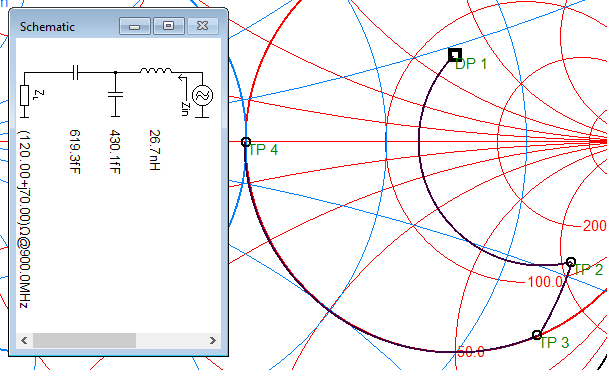 Schematic
Zin
ZL
(120.00+j70.00)Ω@900.0MHz
619.3fF
430.1fF
26.7nH
DP 1
TP 4
TP 2
TP 3
200
100.0
50.0